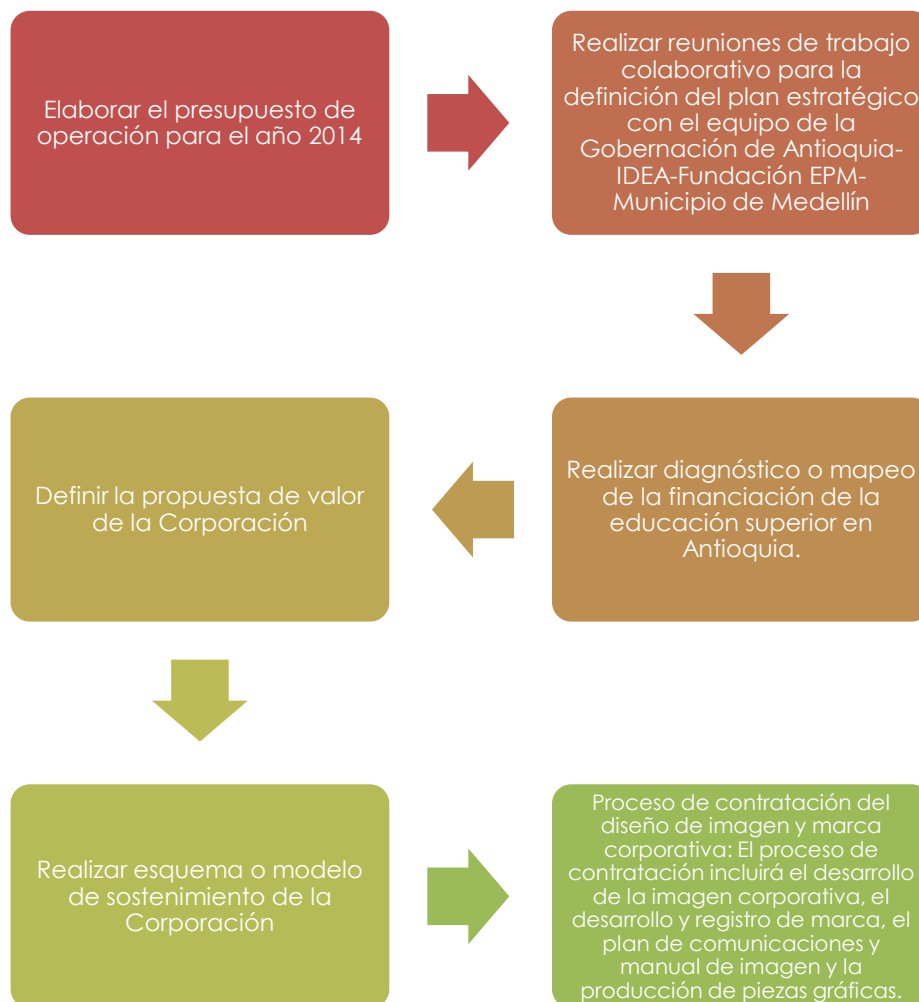 Elaborar el presupuesto de
operación para el año 2014
Realizar reuniones de trabajo
colaborativo para la
definición del plan estratégico
con el equipo de la
Gobernación de Antioquia-
IDEA-Fundación EPM-
Municipio de Medellín
Realizar diagnóstico o mapeo
de la financiación de la
educación superior en
Antioquia.
Definir la propuesta de valor
de la Corporación
Realizar esquema o modelo
de sostenimiento de la
Corporación
Proceso de contratación del
diseño de imagen y marca
corporativa: El proceso de
contratación incluirá el desarrollo
de la imagen corporativa, el
desarrollo y registro de marca, el
plan de comunicaciones y
manual de imagen y la
producción de piezas gráficas.